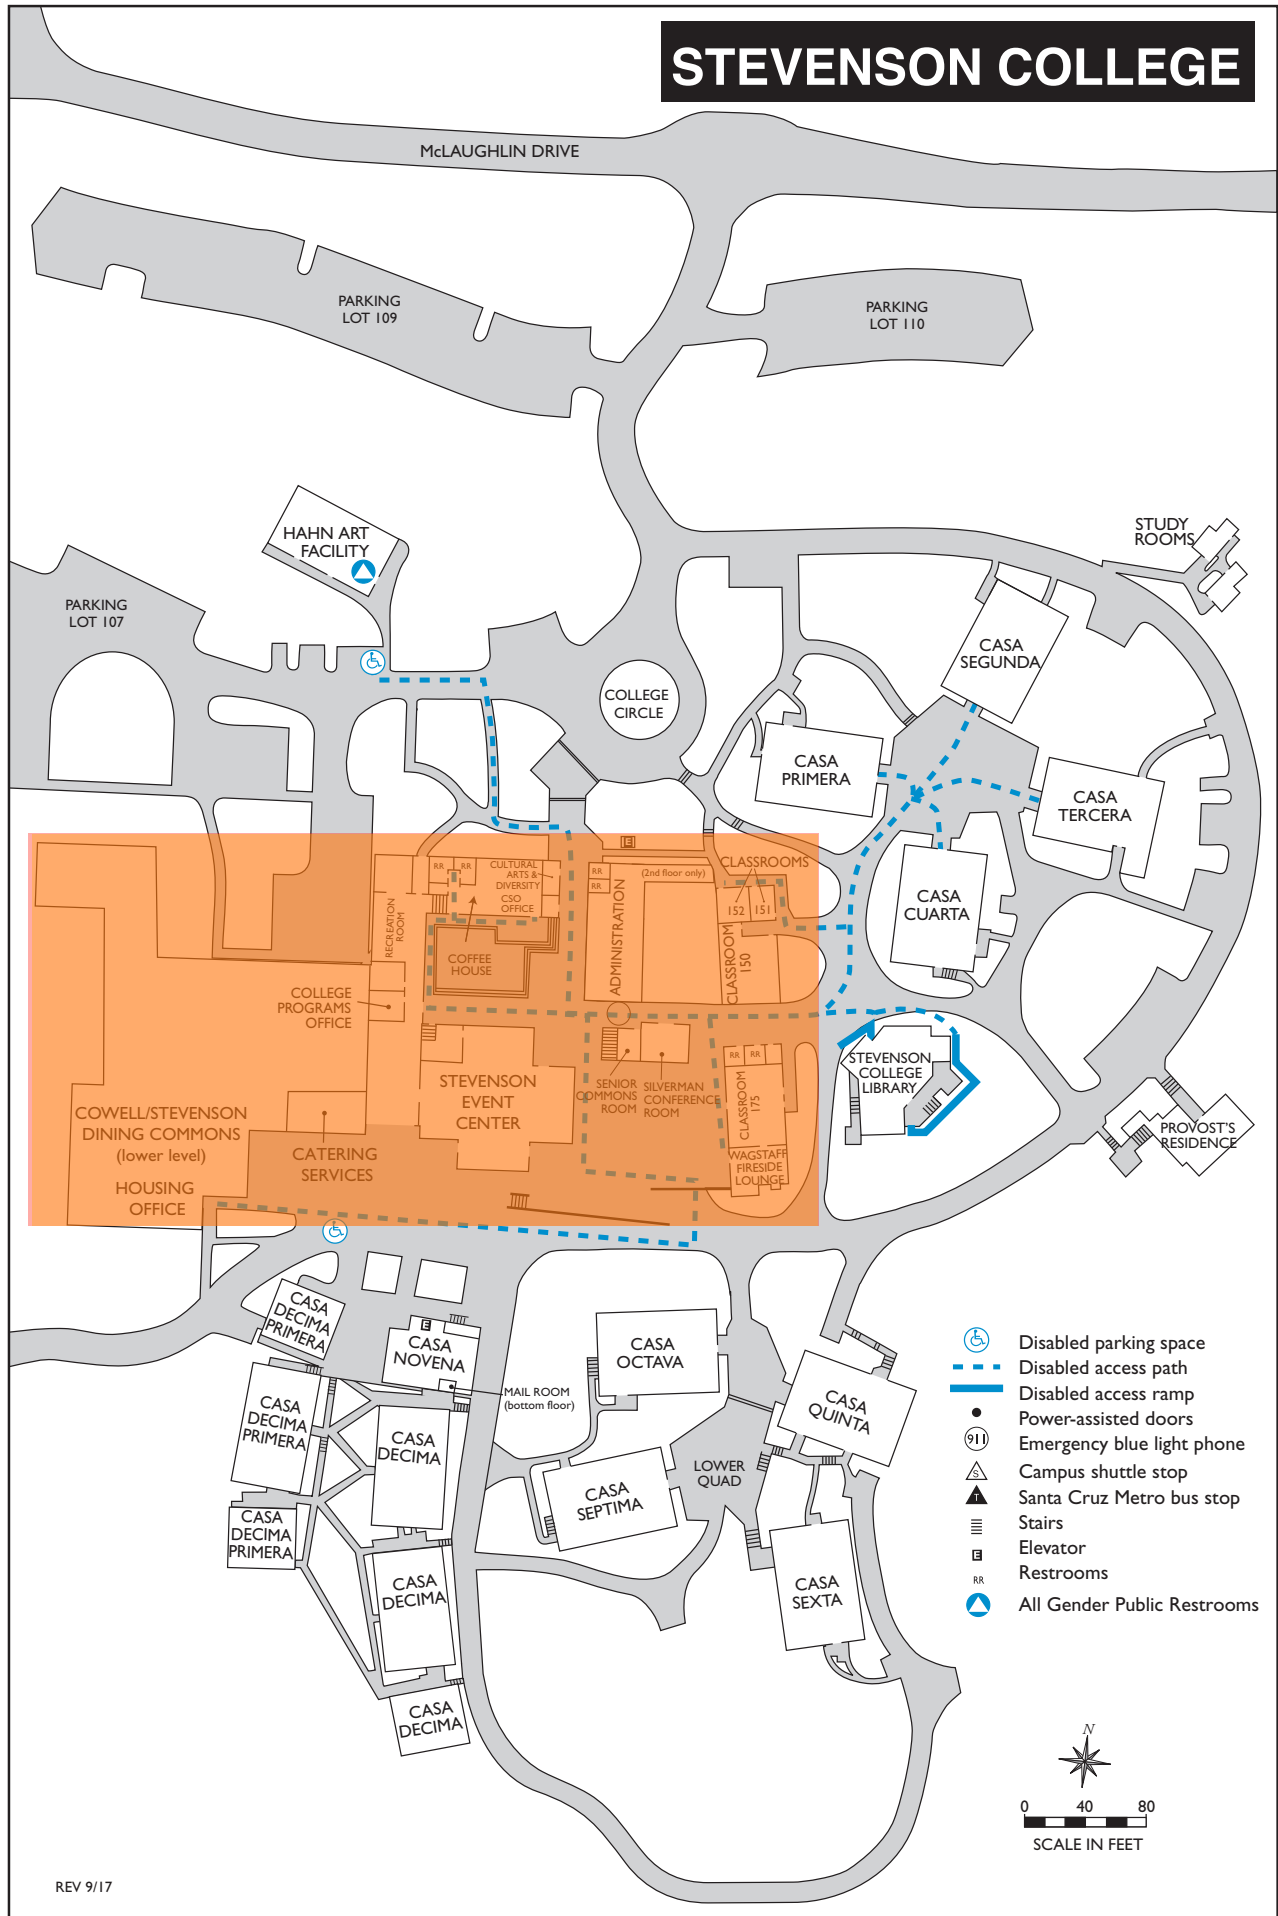 STEVENSON COLLEGE
McLAUGHLIN DRIVE
PARKING
LOT 109
PARKING
LOT 110
HAHN ART
FACILITY
STUDY
ROOMS
PARKING
LOT 107
CASA
SEGUNDA
COLLEGE
CIRCLE
CASA
PRIMERA
CASA
TERCERA
CASA
CUARTA
E
(2nd floor only)
CLASSROOMS
152
151
RR
RR
CULTURAL
ARTS &
DIVERSITY
CSO
OFFICE
RR
RR
RECREATION
ROOM
COFFEE
HOUSE
ADMINISTRATION
CLASSROOM
150
COLLEGE
PROGRAMS
OFFICE
STEVENSON
EVENT
CENTER
SENIOR
COMMONS
ROOM
SILVERMAN
CONFERENCE
ROOM
RR
RR
CLASSROOM
175
WAGSTAFF
FIRESIDE
LOUNGE
STEVENSON
COLLEGE
LIBRARY
PROVOST'S
RESIDENCE
COWELL/STEVENSON
DINING COMMONS
(lower level)
HOUSING
OFFICE
CATERING
SERVICES
CASA
DECIMA
PRIMERA
E
CASA
NOVENA
MAIL ROOM
(bottom floor)
CASA
OCTAVA
CASA
QUINTA
CASA
DECIMA
PRIMERA
CASA
DECIMA
LOWER
QUAD
CASA
SEPTIMA
CASA
DECIMA
PRIMERA
CASA
DECIMA
CASA
SEXTA
CASA
DECIMA
Disabled parking space
Disabled access path
Disabled access ramp
Power-assisted doors
911 Emergency blue light phone
S Campus shuttle stop
T Santa Cruz Metro bus stop
Stairs
E Elevator
RR Restrooms
All Gender Public Restrooms
N
0 40 80
SCALE IN FEET
REV 9/17